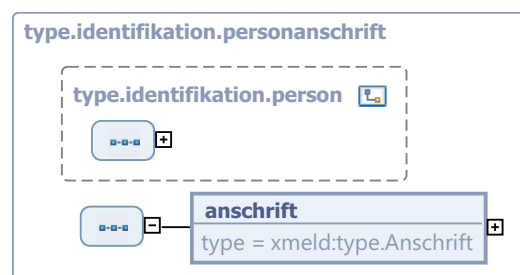 type.identifikation.personanschrift
type.identifikation.person
anschrift
type = xmeld:type.Anschrift